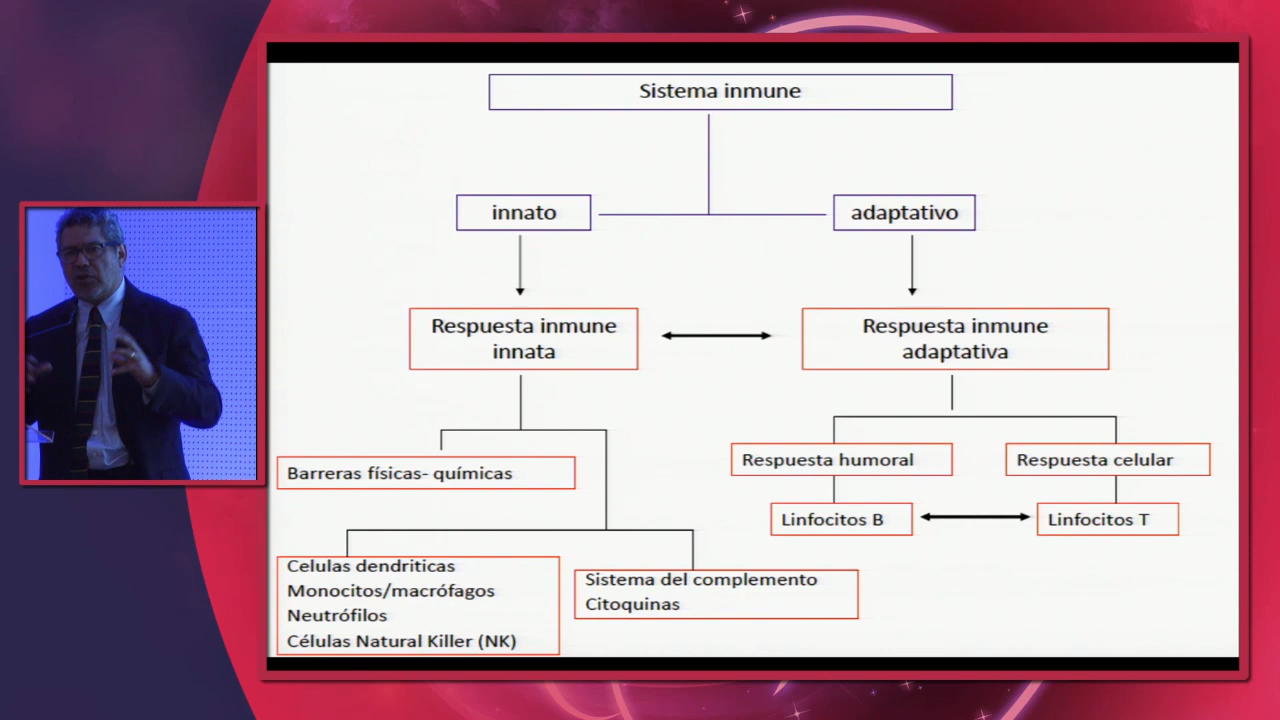 Sistema inmune
innato
adaptativo
Respuesta inmune
innata
Respuesta inmune
adaptativa
Barreras físicas- químicas
Respuesta humoral
Respuesta celular
Linfocitos B
Linfocitos T
Celulas dendriticas
Monocitos/macrófagos
Neutrófilos
Células Natural Killer (NK)
Sistema del complemento
Citoquinas